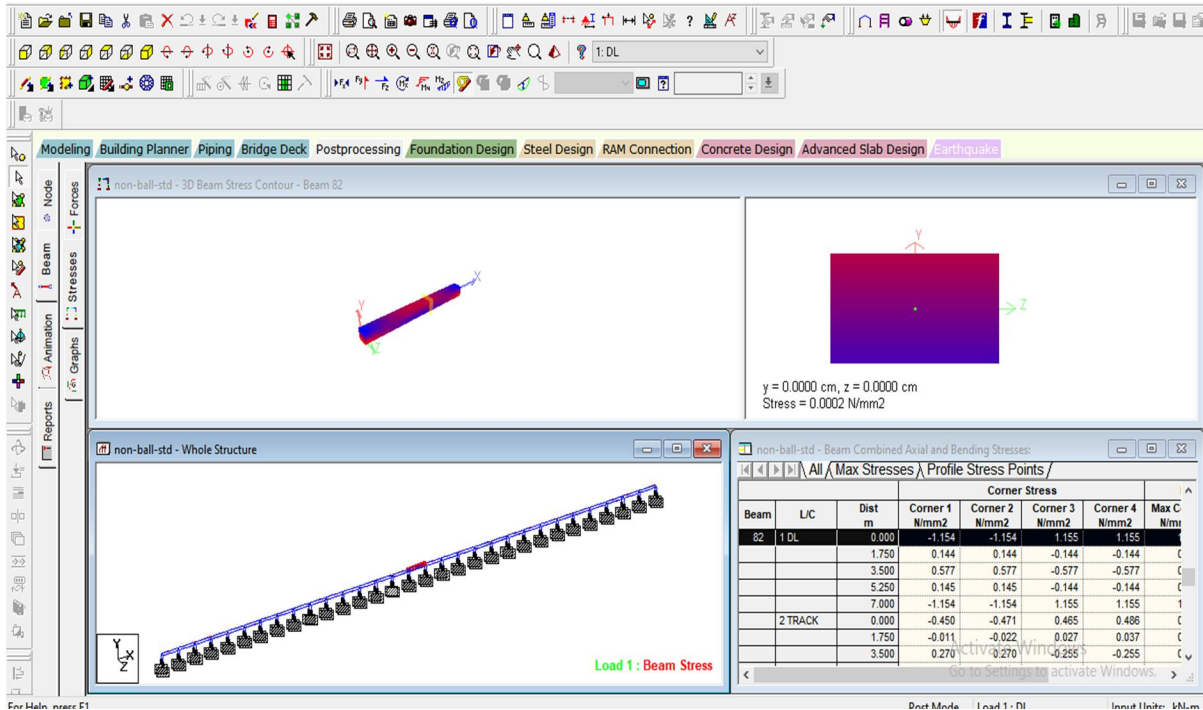 1: DL
Modeling Building Planner Piping Bridge Deck Postprocessing Foundation Design Steel Design RAM Connection Concrete Design Advanced Slab Design Earthquake
Node
Beam
Animation
Reports
Forces
Stresses
Graphs
non-ball-std - 3D Beam Stress Contour - Beam 82
X
Y
Z
Y
Z
y = 0.0000 cm, z = 0.0000 cm
Stress = 0.0002 N/mm2
non-ball-std - Whole Structure
Y
X
Z
Load 1 : Beam Stress
non-ball-std - Beam Combined Axial and Bending Stresses:
All Max Stresses Profile Stress Points
Corner Stress
Beam L/C Dist m Corner 1 N/mm2 Corner 2 N/mm2 Corner 3 N/mm2 Corner 4 N/mm2 Max C
82 1 DL 0.000 -1.154 -1.154 1.155 1.155 1
1.750 0.144 0.144 -0.144 -0.144
3.500 0.577 0.577 -0.577 -0.577
5.250 0.145 0.145 -0.144 -0.144
7.000 -1.154 -1.154 1.155 1.155 1
2 TRACK 0.000 -0.450 -0.471 0.465 0.486
1.750 -0.011 -0.022 0.027 0.037
3.500 0.270 0.270 -0.255 -0.255
Activate Windows
Go to Settings to activate Windows.
For Help, press F1 Post Mode Load 1 : DL Input Units: kN-m